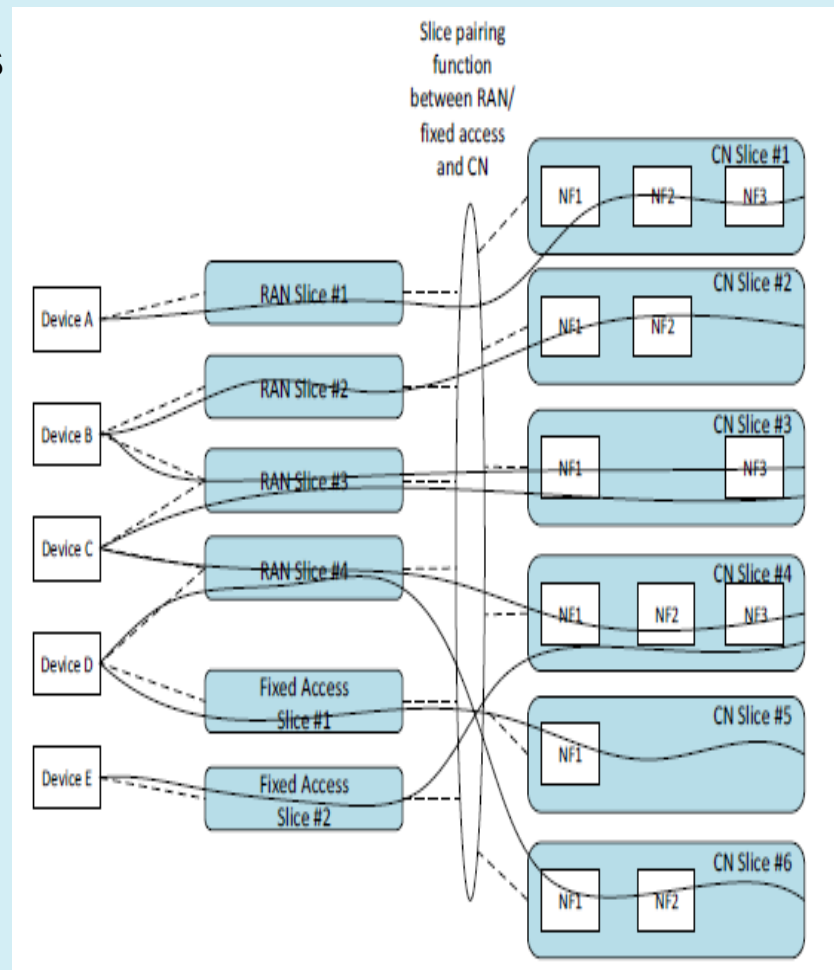 Slice pairing
function
between RAN/
fixed access
and CN
CN Slice #1
NF1
NF2
NF3
RAN Slice #1
CN Slice #2
Device A
NF1
NF2
RAN Slice #2
Device B
CN Slice #3
NF1
NF3
RAN Slice #3
Device C
RAN Slice #4
CN Slice #4
NF1
NF2
NF3
Device D
Fixed Access
Slice #1
CN Slice #5
NF1
Device E
Fixed Access
Slice #2
CN Slice #6
NF1
NF2